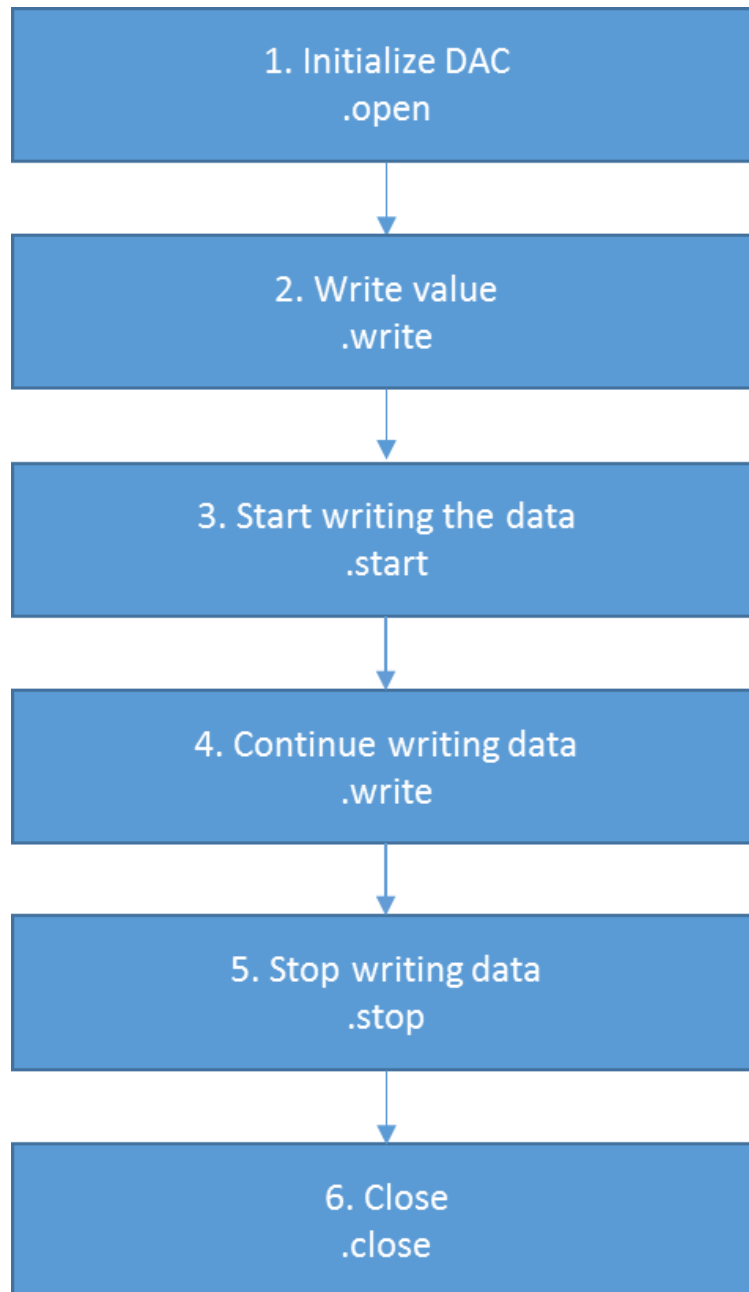 1. Initialize DAC
.open
2. Write value
.write
3. Start writing the data
.start
4. Continue writing data
.write
5. Stop writing data
.stop
6. Close
.close